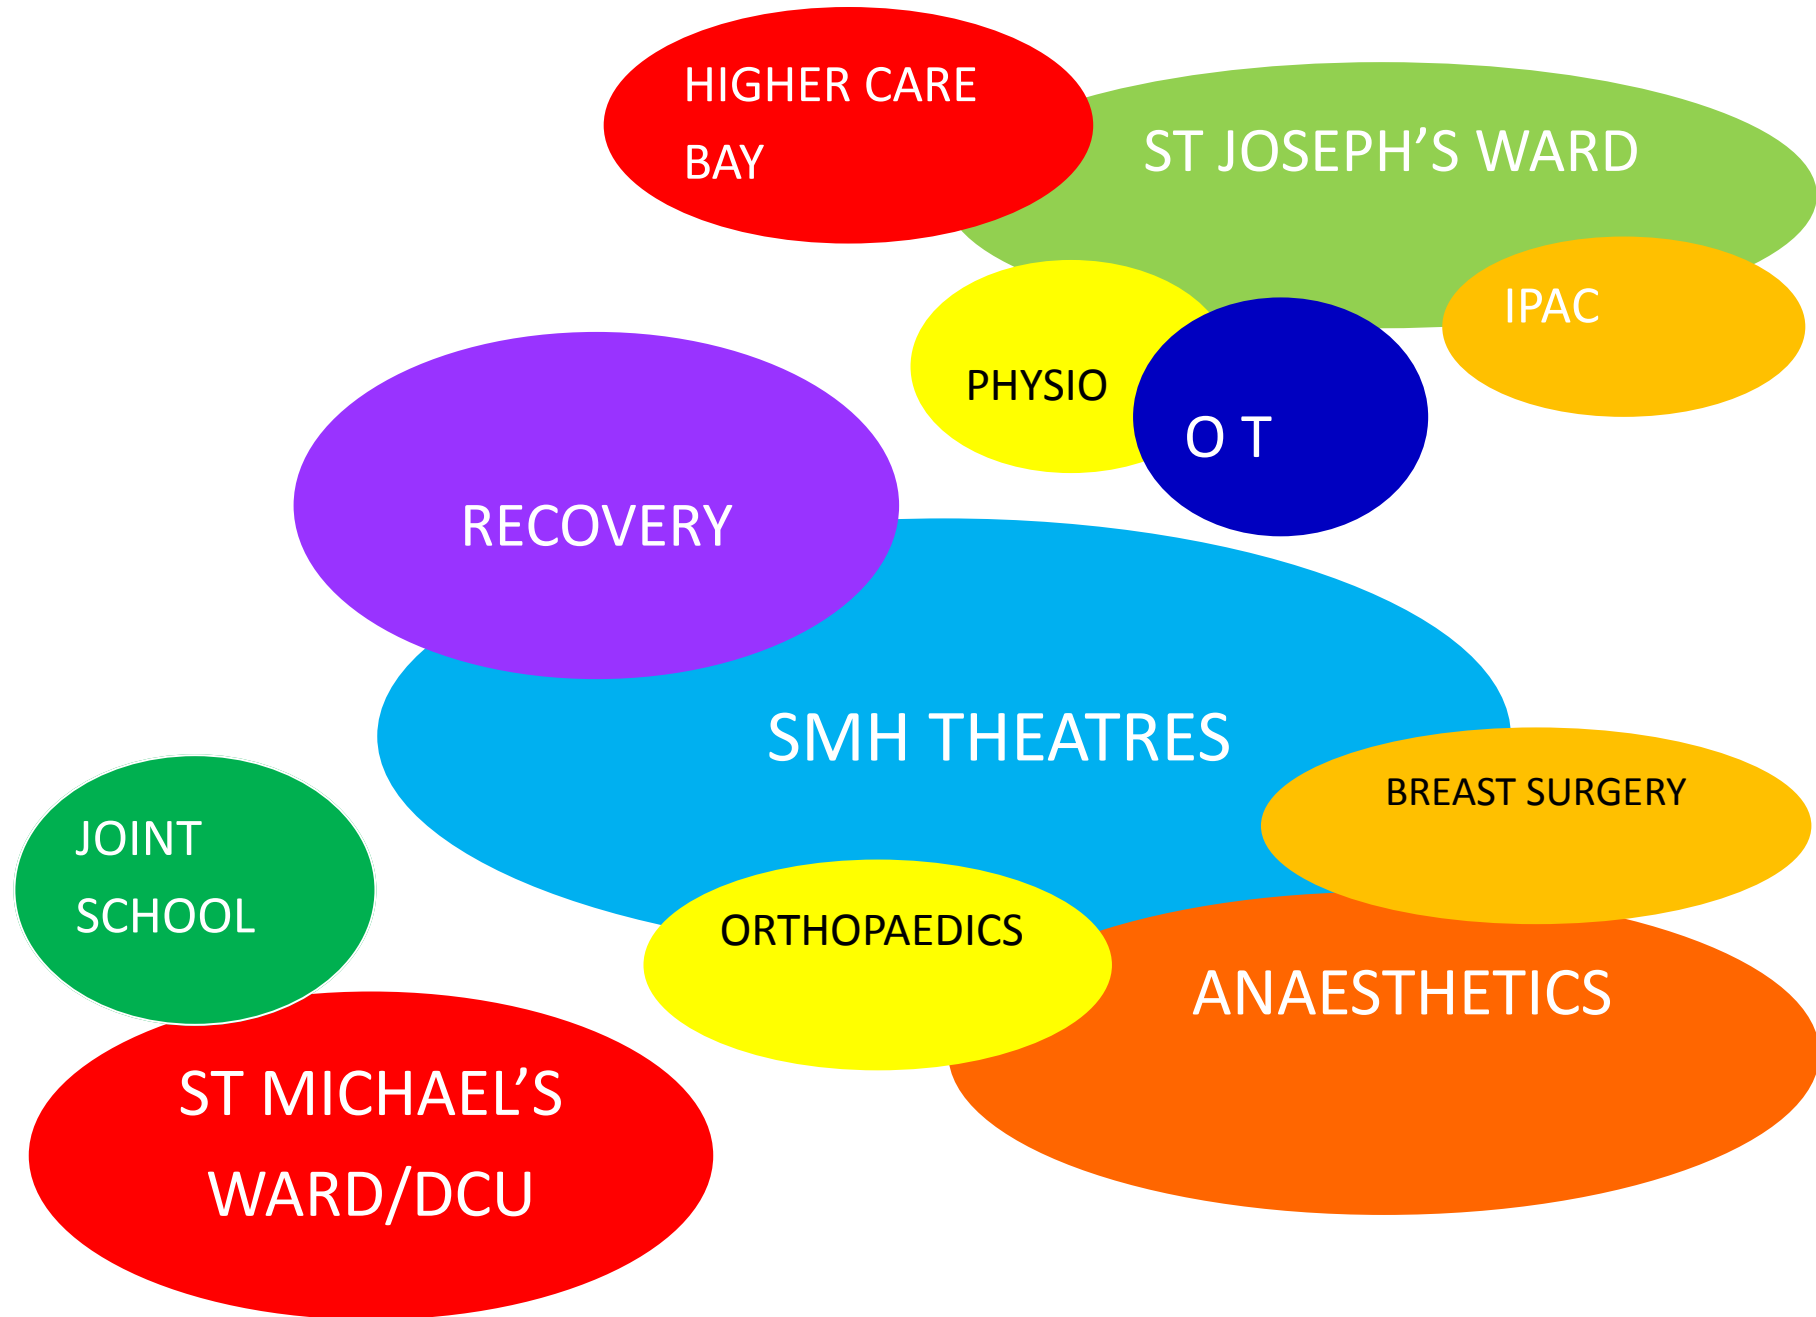 HIGHER CARE
BAY
ST JOSEPH’S WARD
IPAC
PHYSIO
O T
RECOVERY
SMH THEATRES
BREAST SURGERY
JOINT
SCHOOL
ORTHOPAEDICS
ANAESTHETICS
ST MICHAEL’S
WARD/DCU